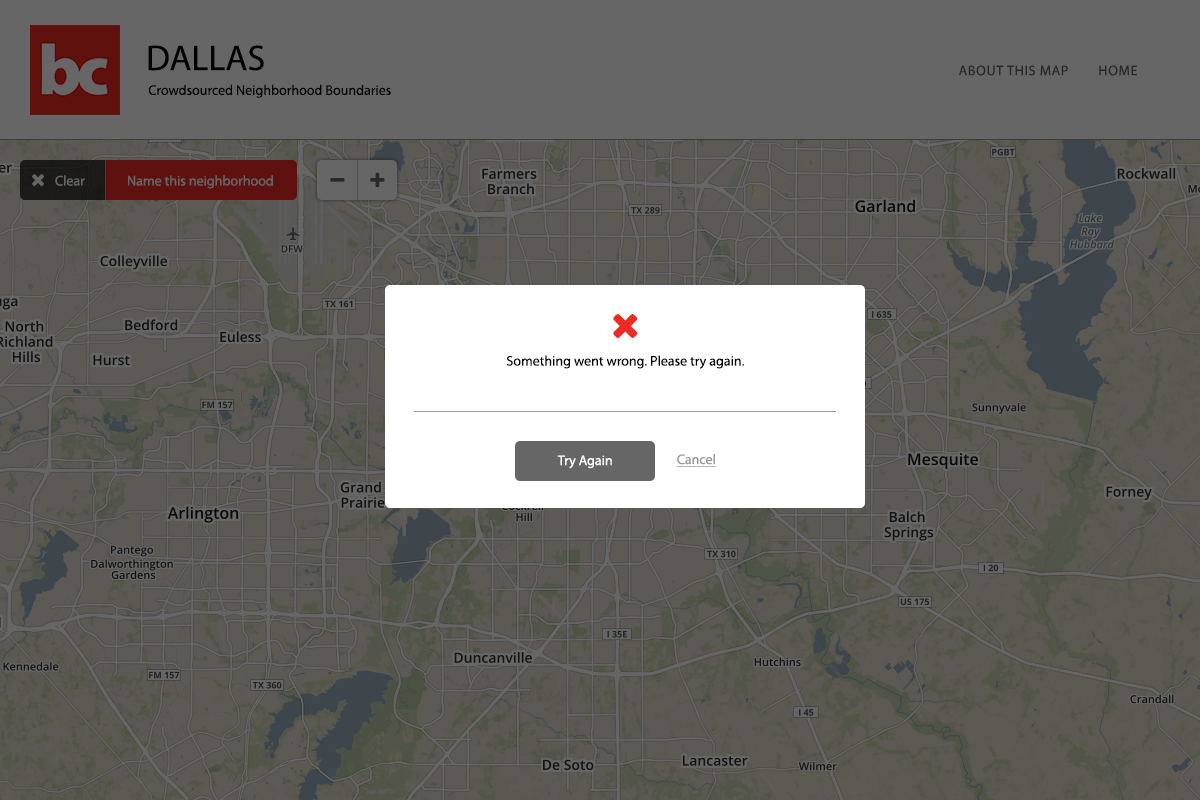 bc
DALLAS
Crowdsourced Neighborhood Boundaries
ABOUT THIS MAP
HOME
Clear
Name this neighborhood
Farmers
Branch
PGBT
Rockwall
TX 289
Garland
Lake
Ray
Hubbard
DFW
Colleyville
TX 161
I 635
North
Richland
Hills
Bedford
Euless
Hurst
Something went wrong. Please try again.
FM 157
Sunnyvale
Try Again
Cancel
Mesquite
Grand
Prairie
Forney
Arlington
Hill
Balch
Springs
Pantego
Dalworthington
Gardens
TX 310
I 20
US 175
I 35E
Kennedale
Duncanville
Hutchins
FM 157
TX 360
Crandall
I 45
De Soto
Lancaster
Wilmer